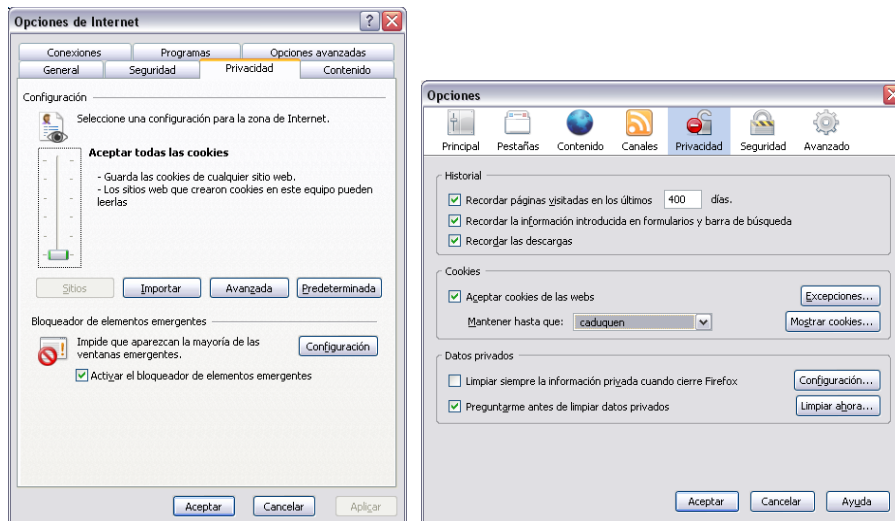 Opciones de Internet
Conexiones Programas Opciones avanzadas
General Seguridad Privacidad Contenido
Configuración
Seleccione una configuración para la zona de Internet.
Aceptar todas las cookies
- Guarda las cookies de cualquier sitio web.
- Los sitios web que crearon cookies en este equipo pueden
leerlas
Sitios Importar Avanzada Predeterminada
Bloqueador de elementos emergentes
Impide que aparezcan la mayoría de las
ventanas emergentes.
Configuración
Activar el bloqueador de elementos emergentes
Aceptar Cancelar Aplicar
Opciones
Principal Pestañas Contenido Canales Privacidad Seguridad Avanzado
Historial
Recordar páginas visitadas en los últimos 400 días.
Recordar la información introducida en formularios y barra de búsqueda
Recordar las descargas
Cookies
Aceptar cookies de las webs Excepciones...
Mantener hasta que: caduquen Mostrar cookies...
Datos privados
Limpiar siempre la información privada cuando cierre Firefox Configuración...
Preguntarme antes de limpiar datos privados Limpiar ahora...
Aceptar Cancelar Ayuda